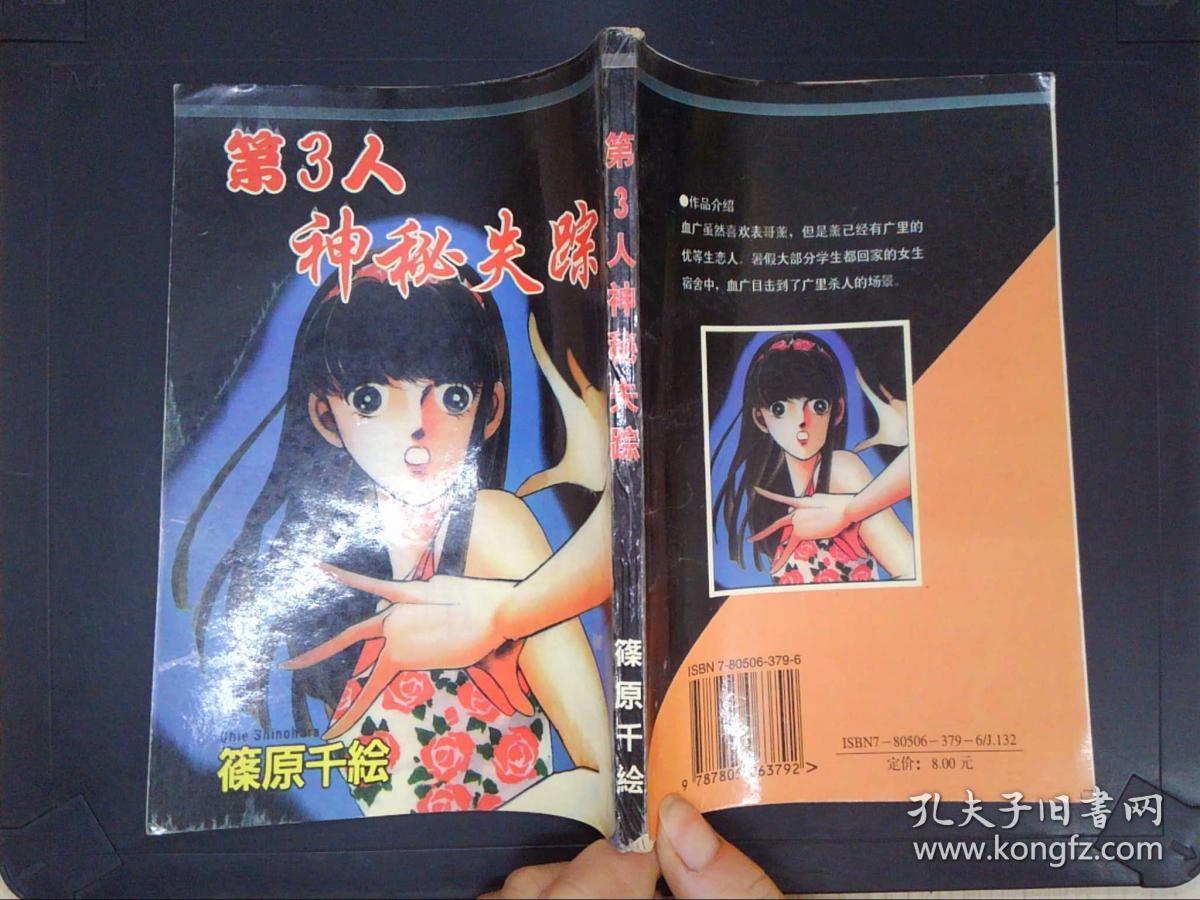 第3人
神秘失踪
Chie Shinohara
篠原千絵
第3人神秘失踪
篠原千絵
●作品介绍
血广虽然喜欢表哥薰，但是薰已经有广里的
优等生恋人。暑假大部分学生都回家的女生
宿舍中，血广目击到了广里杀人的场景。
ISBN 7-80506-379-6
ISBN7－80506－379－6/J.132
定价：8.00 元
孔夫子旧书网
www.kongfz.com